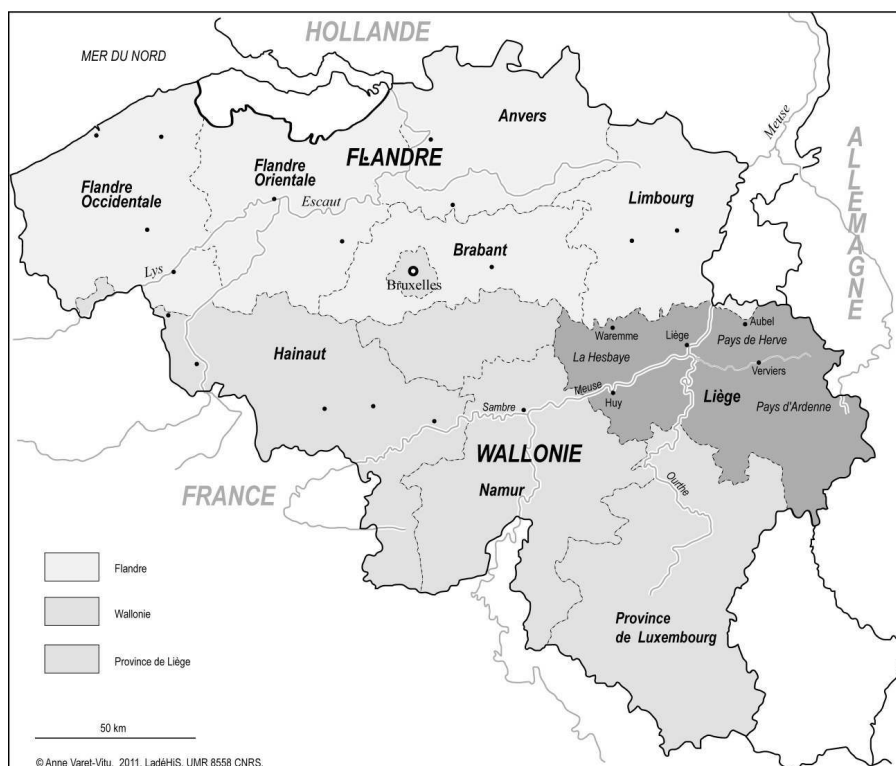 HOLLANDE
MER DU NORD
Meuse
ALLEMAGNE
Anvers
FLANDRE
Flandre
Orientale
Flandre
Occidentale
Escaut
Limbourg
Brabant
Lys
Bruxelles
Hainaut
Waremme
Liège
Aubel
Pays de Herve
La Hesbaye
Verviers
Meuse
Huy
Liège
Pays d'Ardenne
Sambre
WALLONIE
FRANCE
Namur
Ourthe
Province
de Luxembourg
Flandre
Wallonie
Province de Liège
50 km
© Anne Varet-Vitu, 2011, LadéHiS, UMR 8558 CNRS.